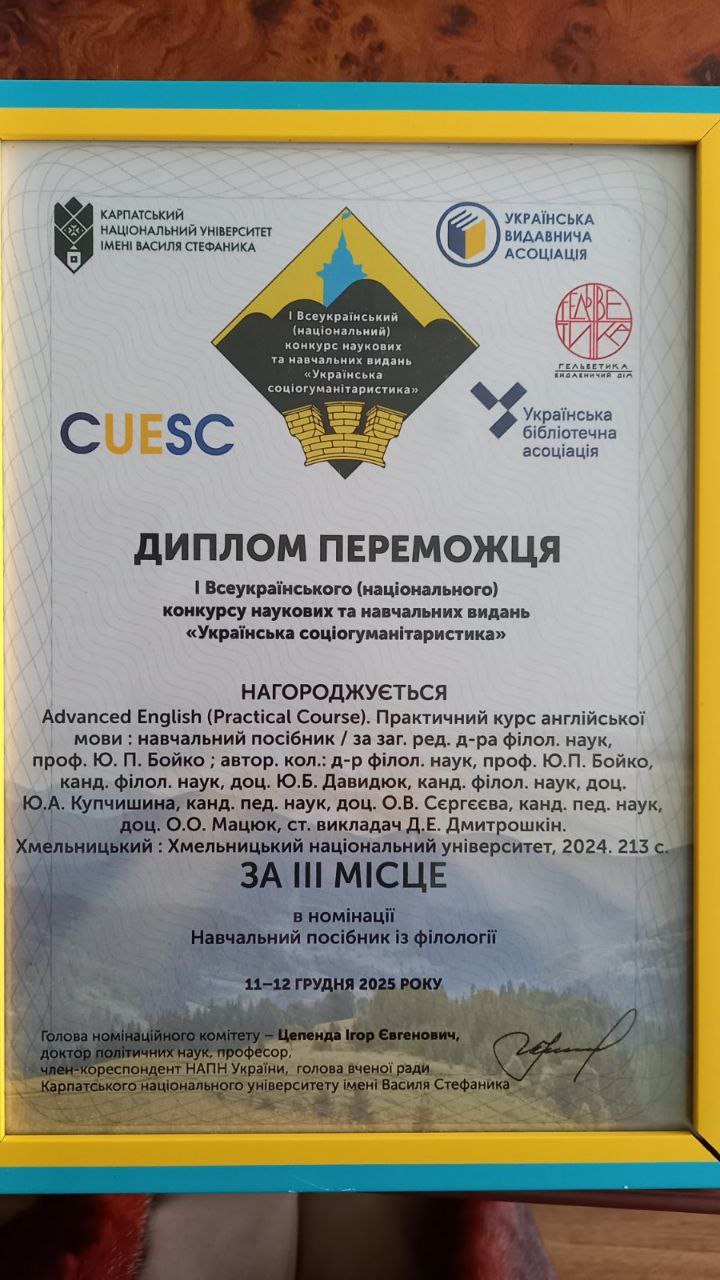 КАРПАТСЬКИЙ
НАЦІОНАЛЬНИЙ УНІВЕРСИТЕТ
ІМЕНІ ВАСИЛЯ СТЕФАНИКА
УКРАЇНСЬКА
ВИДАВНИЧА
АСОЦІАЦІЯ
І Всеукраїнський
(національний)
конкурс наукових
та навчальних видань
«Українська
соціогуманітаристика»
ГЕЛЬВЕТИКА
ГЕЛЬВЕТИКА
ВИДАВНИЧИЙ ДІМ
CUESC
Українська
бібліотечна
асоціація
ДИПЛОМ ПЕРЕМОЖЦЯ
І Всеукраїнського (національного)
конкурсу наукових та навчальних видань
«Українська соціогуманітаристика»
НАГОРОДЖУЄТЬСЯ
Advanced English (Practical Course). Практичний курс англійської
мови : навчальний посібник / за заг. ред. д-ра філол. наук,
проф. Ю. П. Бойко ; автор. кол.: д-р філол. наук, проф. Ю.П. Бойко,
канд. філол. наук, доц. Ю.Б. Давидюк, канд. філол. наук, доц.
Ю.А. Купчишина, канд. пед. наук, доц. О.В. Сєргєєва, канд. пед. наук,
доц. О.О. Мацюк, ст. викладач Д.Е. Дмитрошкін.
Хмельницький : Хмельницький національний університет, 2024. 213 с.
ЗА ІІІ МІСЦЕ
в номінації
Навчальний посібник із філології
11–12 ГРУДНЯ 2025 РОКУ
Голова номінаційного комітету – Цепенда Ігор Євгенович,
доктор політичних наук, професор,
член-кореспондент НАПН України, голова вченої ради
Карпатського національного університету імені Василя Стефаника